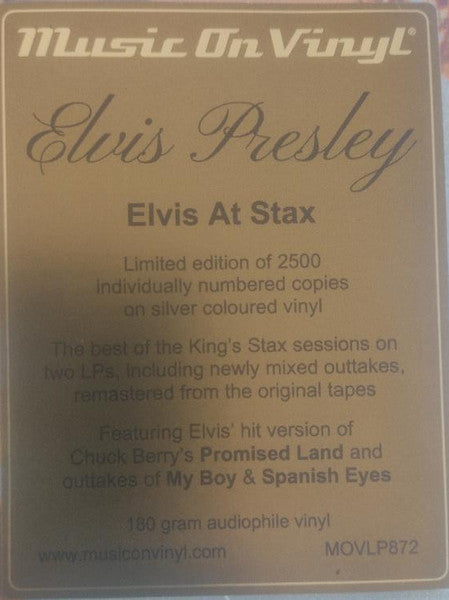 Music On Vinyl®
Elvis Presley
Elvis At Stax
Limited edition of 2500
individually numbered copies
on silver coloured vinyl
The best of the King's Stax sessions on
two LPs, including newly mixed outtakes,
remastered from the original tapes
Featuring Elvis' hit version of
Chuck Berry's Promised Land and
outtakes of My Boy & Spanish Eyes
180 gram audiophile vinyl
www.musiconvinyl.com MOVLP872